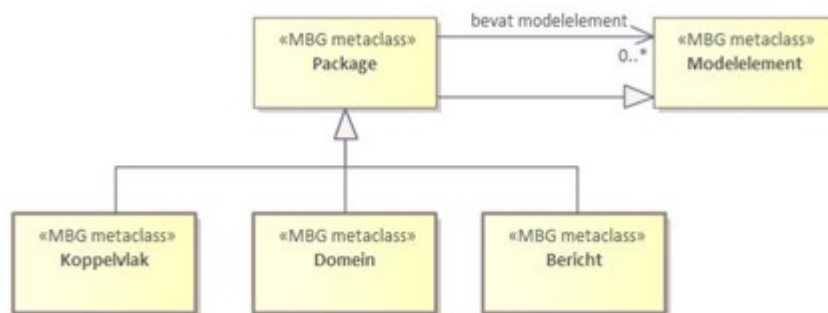 bevat modelelement
«MBG metaclass»
Package
0..*
«MBG metaclass»
Modelelement
«MBG metaclass»
Koppelvlak
«MBG metaclass»
Domein
«MBG metaclass»
Bericht